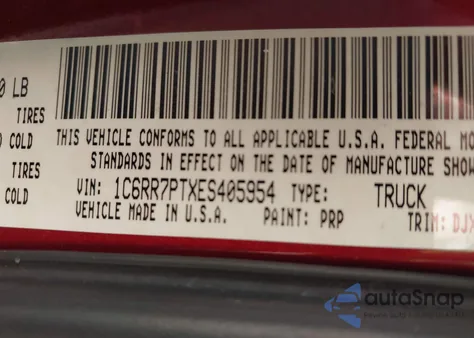 0 LB
TIRES
COLD
TIRES
COLD
THIS VEHICLE CONFORMS TO ALL APPLICABLE U.S.A. FEDERAL MO
STANDARDS IN EFFECT ON THE DATE OF MANUFACTURE SHOW
VIN: 1C6RR7PTXES405954 TYPE: TRUCK
VEHICLE MADE IN U.S.A. PAINT: PRP TRIM: DJX
autaSnap